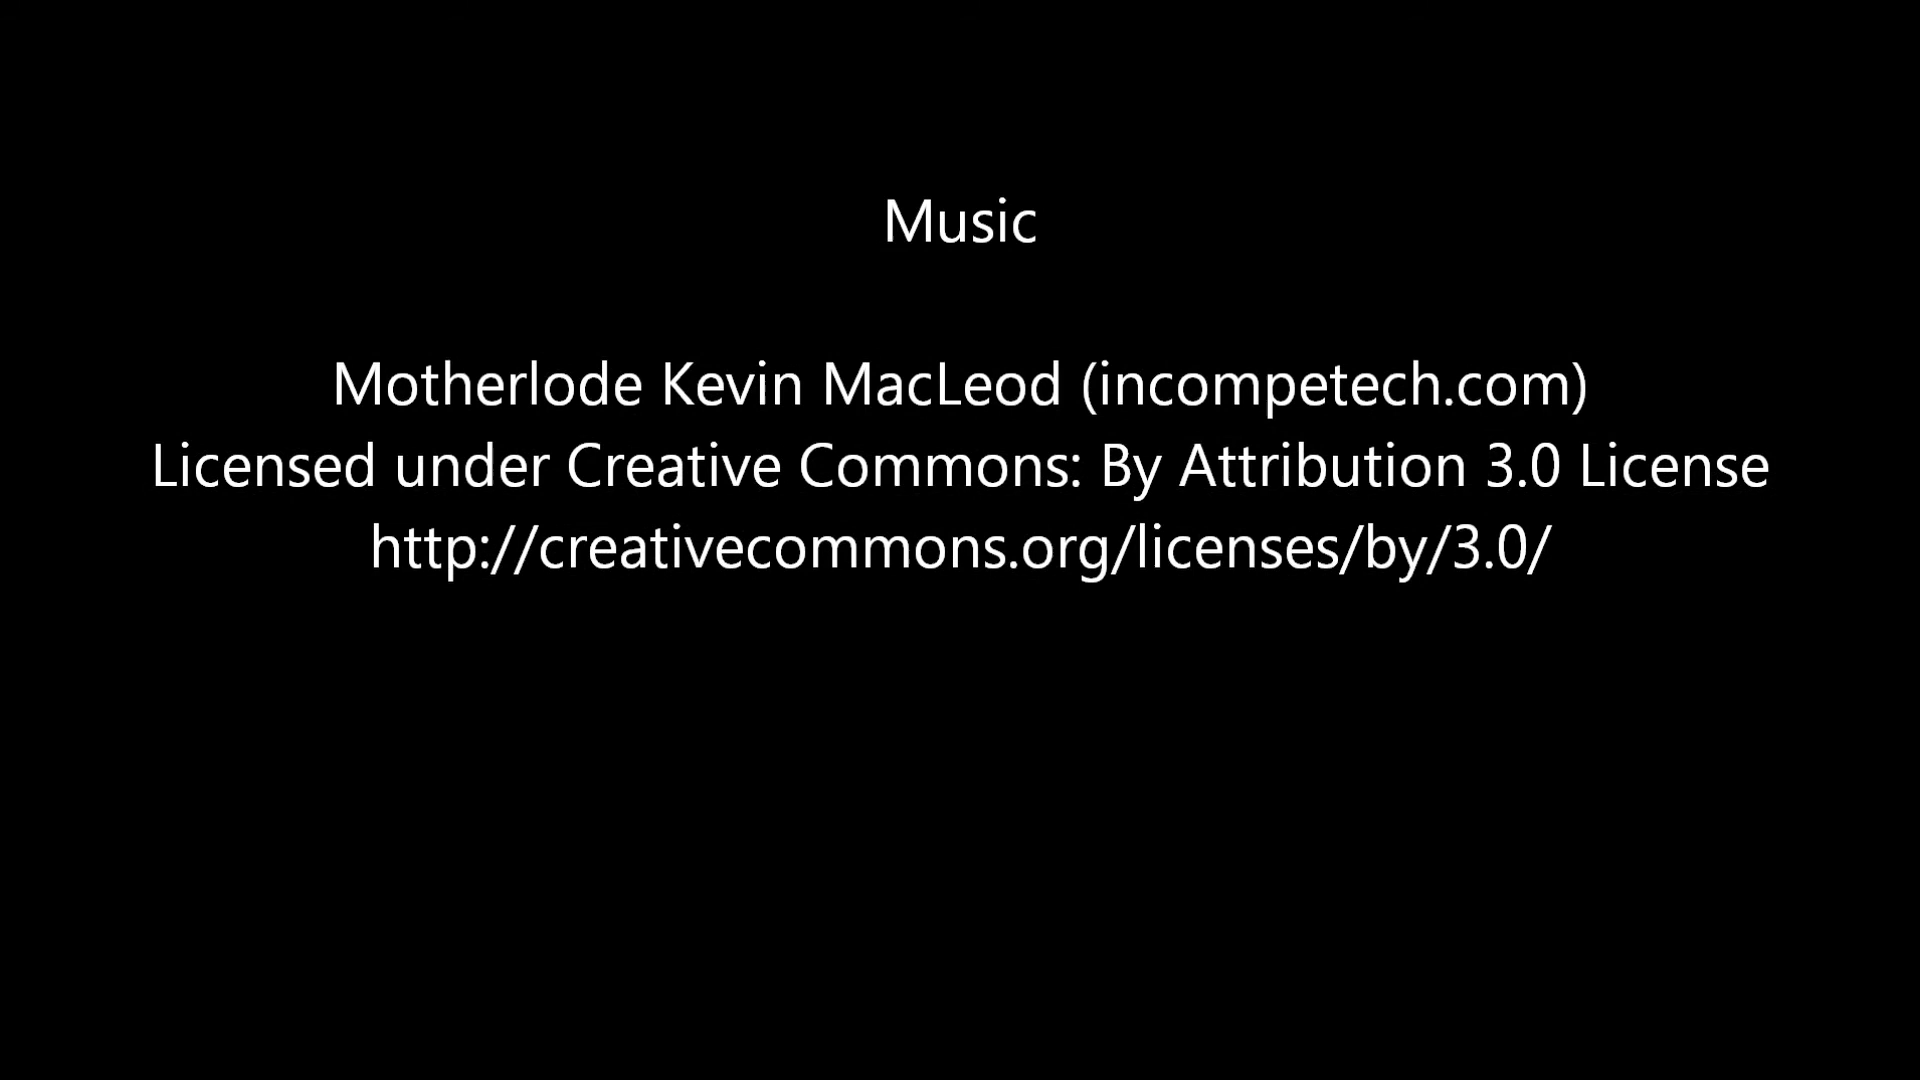 Music
Motherlode Kevin MacLeod (incompetech.com)
Licensed under Creative Commons: By Attribution 3.0 License
http://creativecommons.org/licenses/by/3.0/